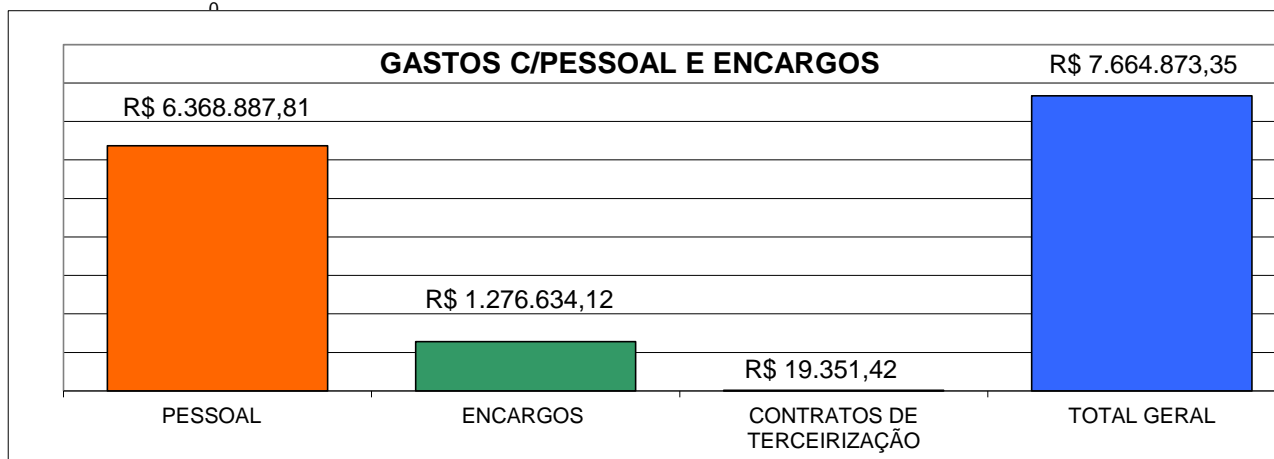 0
GASTOS C/PESSOAL E ENCARGOS
R$ 7.664.873,35
R$ 6.368.887,81
R$ 1.276.634,12
R$ 19.351,42
PESSOAL
ENCARGOS
CONTRATOS DE
TERCEIRIZAÇÃO
TOTAL GERAL